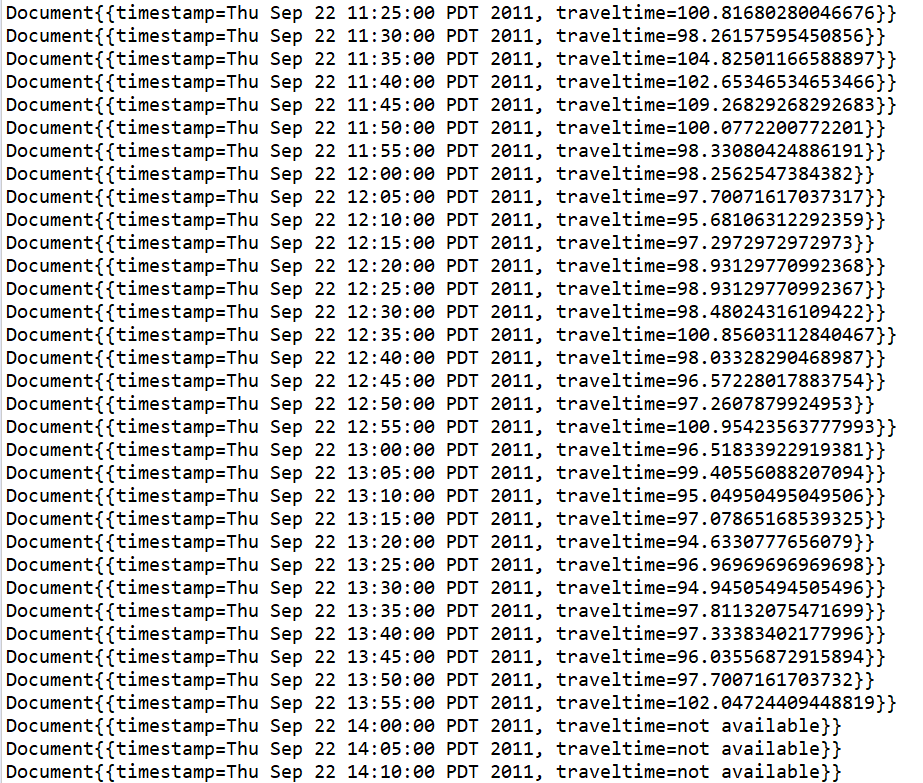 Document{{timestamp=Thu Sep 22 11:25:00 PDT 2011, traveltime=100.81680280046676}}
Document{{timestamp=Thu Sep 22 11:30:00 PDT 2011, traveltime=98.26157595450856}}
Document{{timestamp=Thu Sep 22 11:35:00 PDT 2011, traveltime=104.82501166588897}}
Document{{timestamp=Thu Sep 22 11:40:00 PDT 2011, traveltime=102.65346534653466}}
Document{{timestamp=Thu Sep 22 11:45:00 PDT 2011, traveltime=109.26829268292683}}
Document{{timestamp=Thu Sep 22 11:50:00 PDT 2011, traveltime=100.0772200772201}}
Document{{timestamp=Thu Sep 22 11:55:00 PDT 2011, traveltime=98.33080424886191}}
Document{{timestamp=Thu Sep 22 12:00:00 PDT 2011, traveltime=98.2562547384382}}
Document{{timestamp=Thu Sep 22 12:05:00 PDT 2011, traveltime=97.70071617037317}}
Document{{timestamp=Thu Sep 22 12:10:00 PDT 2011, traveltime=95.68106312292359}}
Document{{timestamp=Thu Sep 22 12:15:00 PDT 2011, traveltime=97.2972972972973}}
Document{{timestamp=Thu Sep 22 12:20:00 PDT 2011, traveltime=98.93129770992368}}
Document{{timestamp=Thu Sep 22 12:25:00 PDT 2011, traveltime=98.93129770992367}}
Document{{timestamp=Thu Sep 22 12:30:00 PDT 2011, traveltime=98.48024316109422}}
Document{{timestamp=Thu Sep 22 12:35:00 PDT 2011, traveltime=100.85603112840467}}
Document{{timestamp=Thu Sep 22 12:40:00 PDT 2011, traveltime=98.03328290468987}}
Document{{timestamp=Thu Sep 22 12:45:00 PDT 2011, traveltime=96.57228017883754}}
Document{{timestamp=Thu Sep 22 12:50:00 PDT 2011, traveltime=97.2607879924953}}
Document{{timestamp=Thu Sep 22 12:55:00 PDT 2011, traveltime=100.95423563777993}}
Document{{timestamp=Thu Sep 22 13:00:00 PDT 2011, traveltime=96.51833922919381}}
Document{{timestamp=Thu Sep 22 13:05:00 PDT 2011, traveltime=99.40556088207094}}
Document{{timestamp=Thu Sep 22 13:10:00 PDT 2011, traveltime=95.04950495049506}}
Document{{timestamp=Thu Sep 22 13:15:00 PDT 2011, traveltime=97.07865168539325}}
Document{{timestamp=Thu Sep 22 13:20:00 PDT 2011, traveltime=94.6330777656079}}
Document{{timestamp=Thu Sep 22 13:25:00 PDT 2011, traveltime=96.96969696969698}}
Document{{timestamp=Thu Sep 22 13:30:00 PDT 2011, traveltime=94.94505494505496}}
Document{{timestamp=Thu Sep 22 13:35:00 PDT 2011, traveltime=97.81132075471699}}
Document{{timestamp=Thu Sep 22 13:40:00 PDT 2011, traveltime=97.33383402177996}}
Document{{timestamp=Thu Sep 22 13:45:00 PDT 2011, traveltime=96.03556872915894}}
Document{{timestamp=Thu Sep 22 13:50:00 PDT 2011, traveltime=97.7007161703732}}
Document{{timestamp=Thu Sep 22 13:55:00 PDT 2011, traveltime=102.04724409448819}}
Document{{timestamp=Thu Sep 22 14:00:00 PDT 2011, traveltime=not available}}
Document{{timestamp=Thu Sep 22 14:05:00 PDT 2011, traveltime=not available}}
Document{{timestamp=Thu Sep 22 14:10:00 PDT 2011, traveltime=not available}}